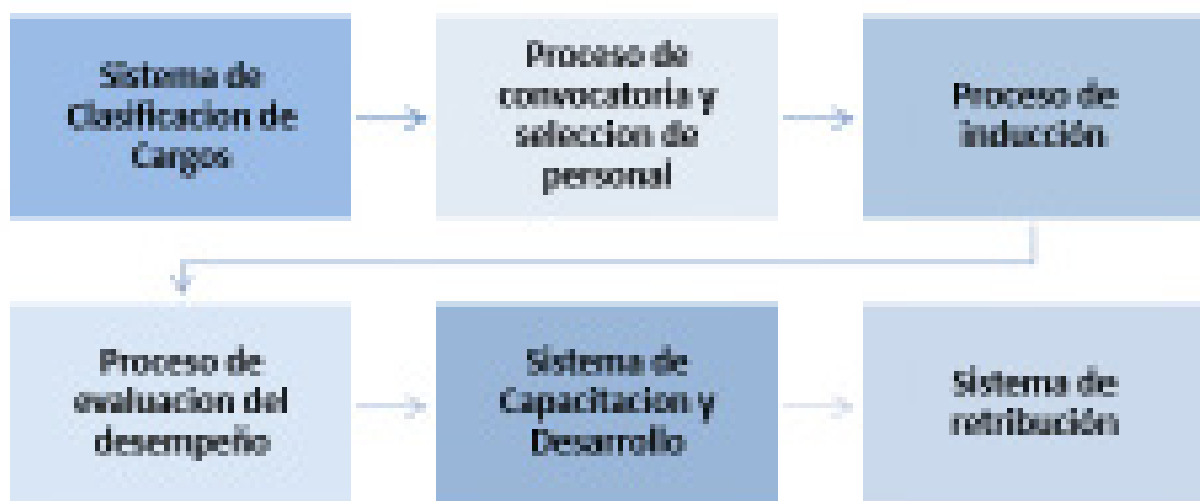 Sistema de
Clasificacion de
Cargos
Proceso de
convocatoria y
seleccion de
personal
Proceso de
inducción
Proceso de
evaluacion del
desempeño
Sistema de
Capacitacion y
Desarrollo
Sistema de
retribución